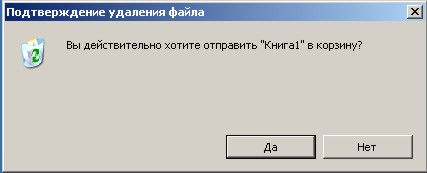 Подтверждение удаления файла
Вы действительно хотите отправить "Книга1" в корзину?
Да
Нет